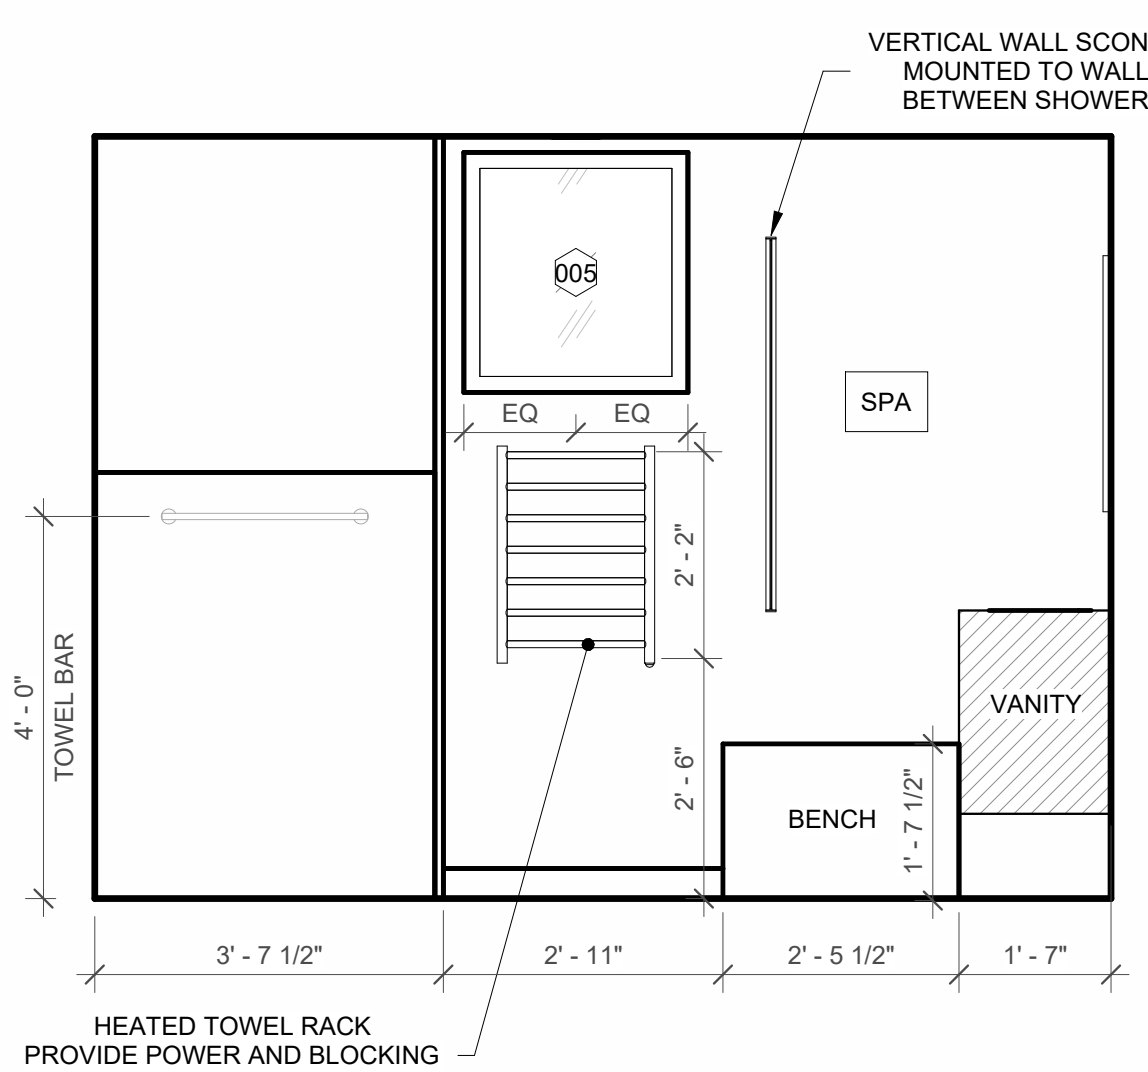 VERTICAL WALL SCON
MOUNTED TO WALL
BETWEEN SHOWER
005
EQ
EQ
SPA
2' - 2"
4' - 0"
TOWEL BAR
VANITY
2' - 6"
BENCH
1' - 7 1/2"
3' - 7 1/2"
2' - 11"
2' - 5 1/2"
1' - 7"
HEATED TOWEL RACK
PROVIDE POWER AND BLOCKING